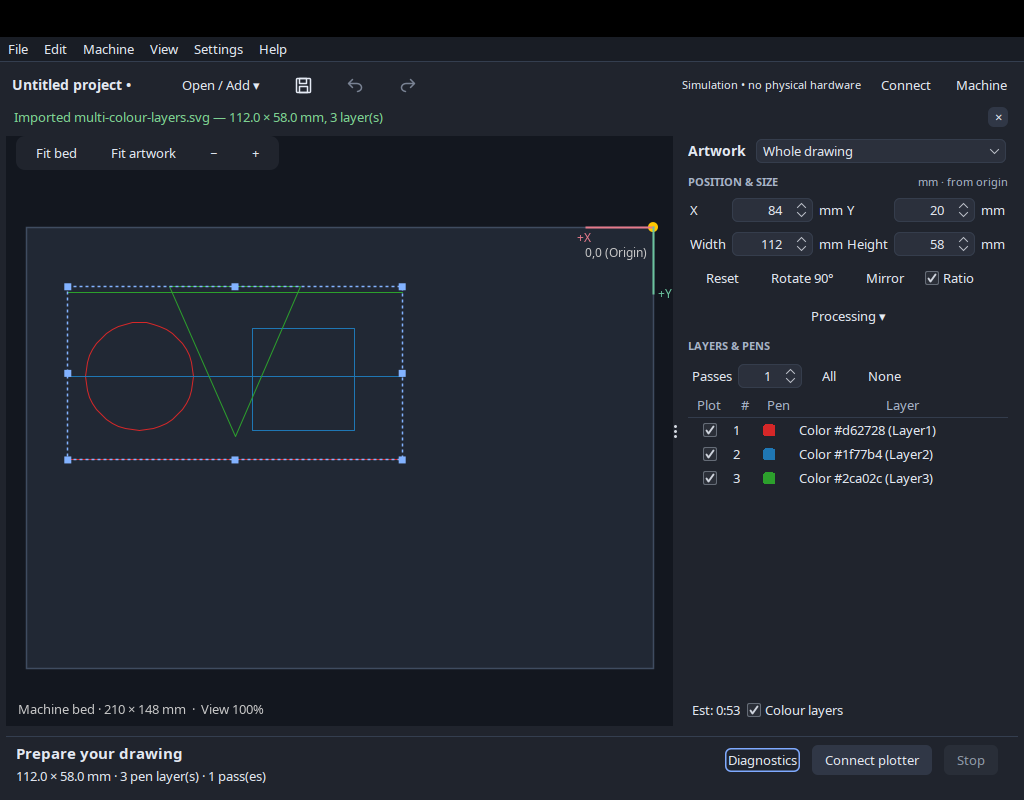 File Edit Machine View Settings Help
Untitled project • Open / Add ▾ Simulation • no physical hardware Connect Machine
Imported multi-colour-layers.svg — 112.0 × 58.0 mm, 3 layer(s) ×
Fit bed Fit artwork − +
Artwork Whole drawing
POSITION & SIZE mm · from origin
X 84 mm Y 20 mm
Width 112 mm Height 58 mm
Reset Rotate 90° Mirror Ratio
Processing ▾
LAYERS & PENS
Passes 1 All None
Plot # Pen Layer
1 Color #d62728 (Layer1)
2 Color #1f77b4 (Layer2)
3 Color #2ca02c (Layer3)
+X
0,0 (Origin)
+Y
Machine bed · 210 × 148 mm · View 100%
Est: 0:53 Colour layers
Prepare your drawing
112.0 × 58.0 mm · 3 pen layer(s) · 1 pass(es)
Diagnostics Connect plotter Stop